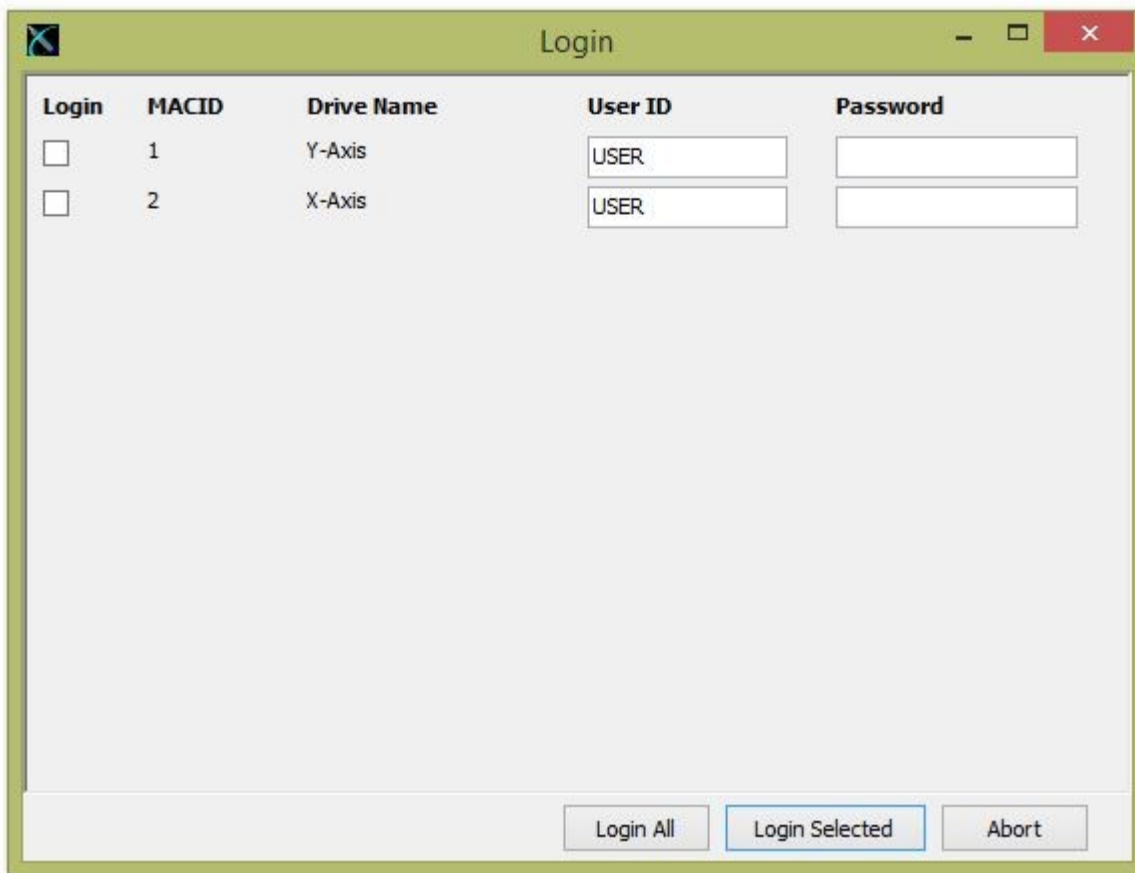 Login
Login MACID Drive Name User ID Password
1 Y-Axis USER
2 X-Axis USER
Login All Login Selected Abort